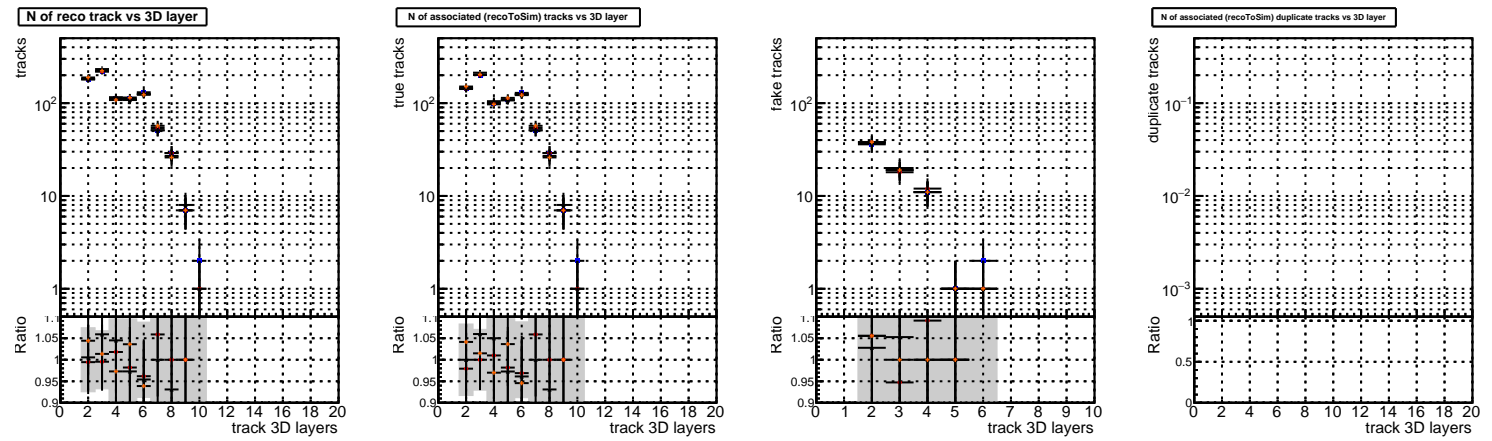 N of reco track vs 3D layer
tracks
10²
10
1
Ratio
1.1
1.05
1
0.95
0.9
0 2 4 6 8 10 12 14 16 18 20
track 3D layers
N of associated (recoToSim) tracks vs 3D layer
true tracks
10²
10
1
Ratio
1.1
1.05
1
0.95
0.9
0 2 4 6 8 10 12 14 16 18 20
track 3D layers
fake tracks
10²
10
1
Ratio
1.1
1.05
1
0.95
0.9
0 1 2 3 4 5 6 7 8 9 10
track 3D layers
N of associated (recoToSim) duplicate tracks vs 3D layer
duplicate tracks
10⁻¹
10⁻²
10⁻³
Ratio
1
0.5
0
0 2 4 6 8 10 12 14 16 18 20
track 3D layers